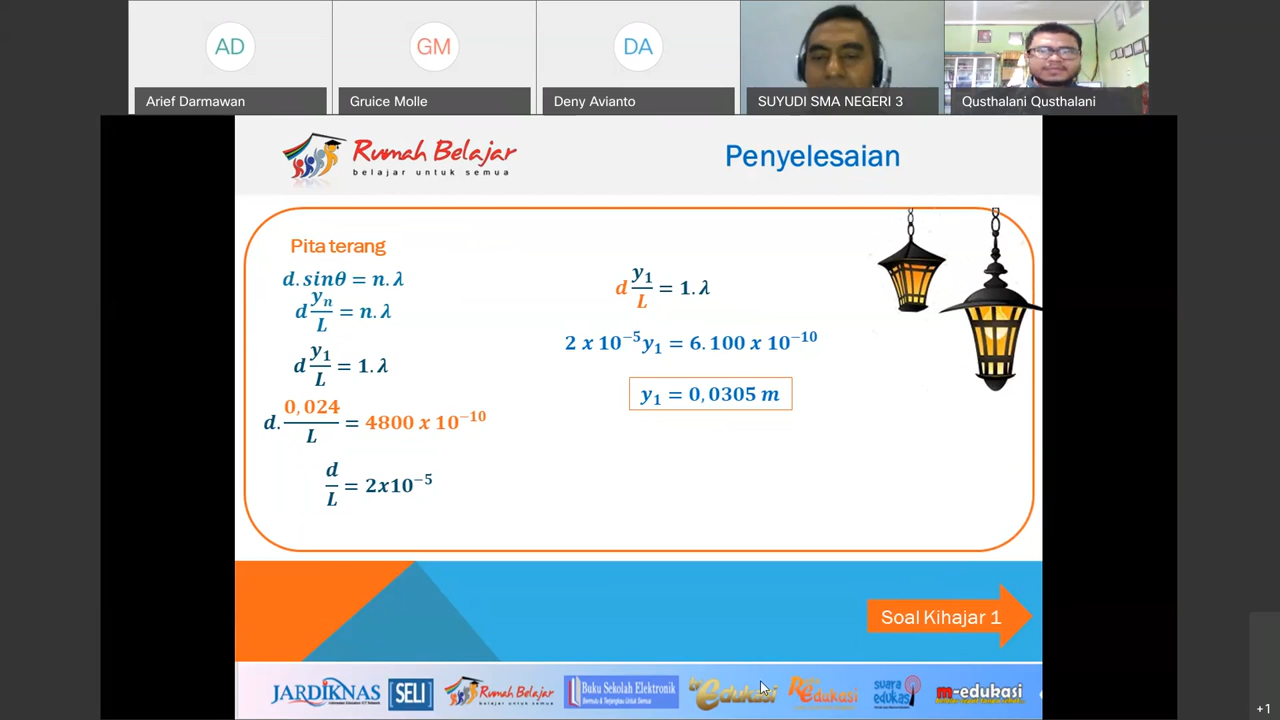 AD
GM
DA
Arief Darmawan
Gruice Molle
Deny Avianto
SUYUDI SMA NEGERI 3
Qusthalani Qusthalani
Rumah Belajar
belajar untuk semua
Penyelesaian
Pita terang
d.sinθ = n.λ
d yₙ/L = n.λ
d y₁/L = 1.λ
d. 0,024/L = 4800 x 10⁻¹⁰
d/L = 2x10⁻⁵
d y₁/L = 1.λ
2 x 10⁻⁵y₁ = 6.100 x 10⁻¹⁰
y₁ = 0,0305 m
Soal Kihajar 1
JARDIKNAS
SELI
Rumah Belajar
Buku Sekolah Elektronik
Edukasi
Edukasi
suara edukasi
m-edukasi
+1